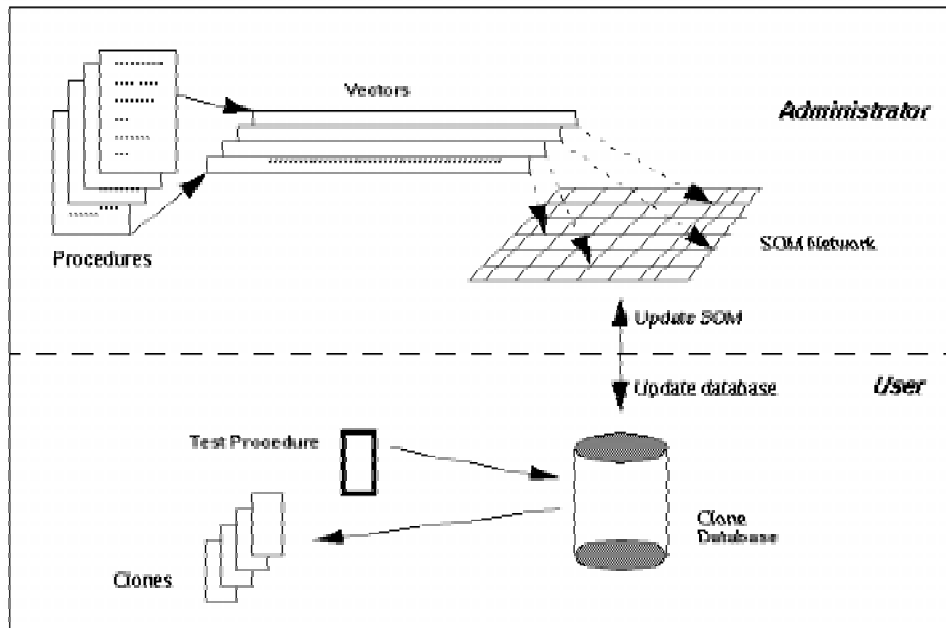 Vectors
Administrator
Procedures
SOM Network
Update SOM
Update database
User
Test Procedure
Clone
Database
Clones